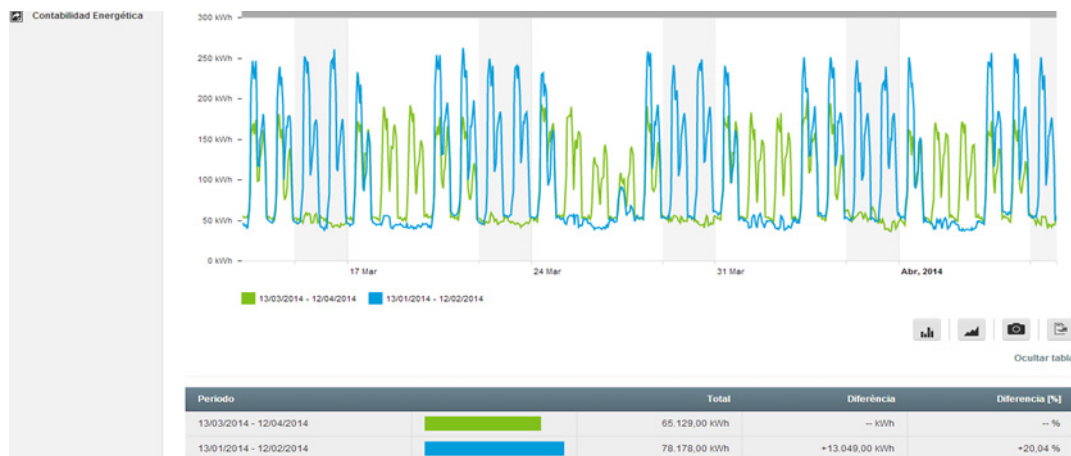 Contabilidad Energética
300 kWh
250 kWh
200 kWh
150 kWh
100 kWh
50 kWh
0 kWh
17 Mar 24 Mar 31 Mar Abr, 2014
13/03/2014 - 12/04/2014 13/01/2014 - 12/02/2014
Ocultar tabla
Periodo Total Diferència Diferencia [%]
13/03/2014 - 12/04/2014 65.129,00 kWh -- kWh -- %
13/01/2014 - 12/02/2014 78.178,00 kWh +13.049,00 kWh +20,04 %